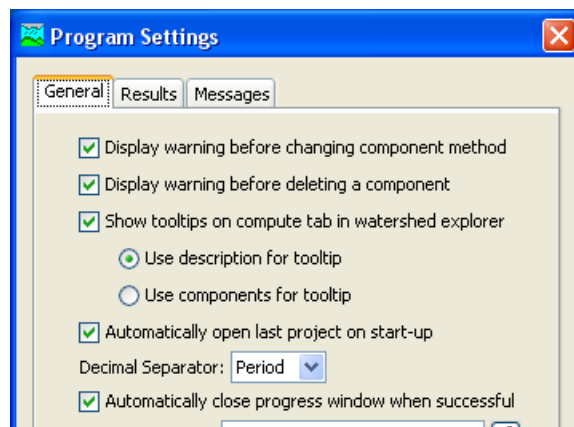 Program Settings
General Results Messages
Display warning before changing component method
Display warning before deleting a component
Show tooltips on compute tab in watershed explorer
Use description for tooltip
Use components for tooltip
Automatically open last project on start-up
Decimal Separator: Period
Automatically close progress window when successful